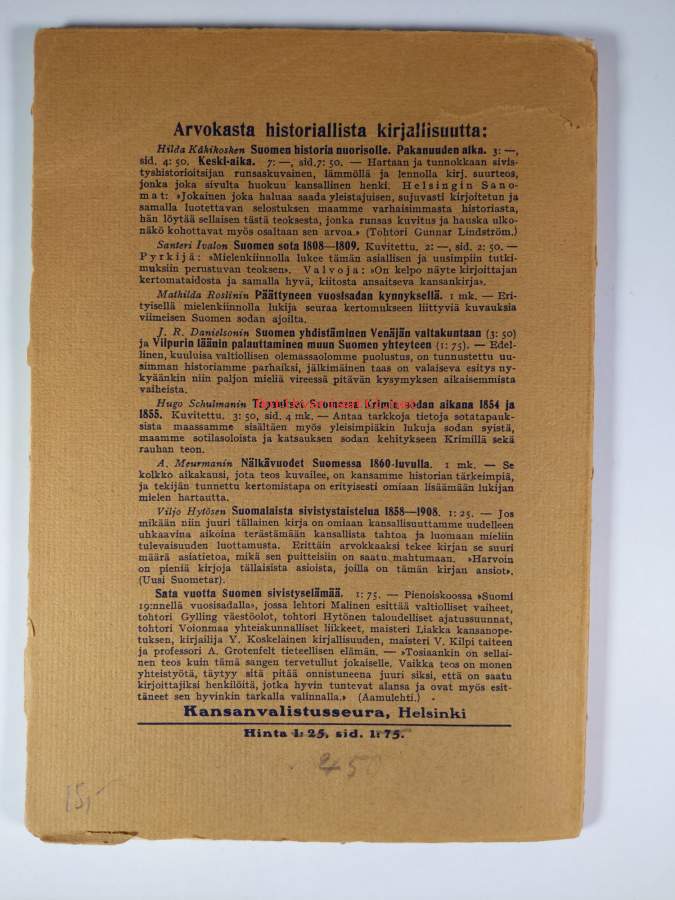 Arvokasta historiallista kirjallisuutta:
Hilda Käkikosken Suomen historia nuorisolle. Pakanuuden aika. 3: —,
sid. 4: 50. Keski-aika. 7: —, sid. 7: 50. — Hartaan ja tunnokkaan sivis-
tyshistorioitsijan runsaskuvainen, lämmöllä ja lennolla kirj. suurteos,
jonka joka sivulta huokuu kansallinen henki. Helsingin Sano-
mat: »Jokainen joka haluaa saada yleistajuisen, sujuvasti kirjoitetun ja
samalla luotettavan selostuksen maamme varhaisimmasta historiasta,
hän löytää sellaisen tästä teoksesta, jonka runsas kuvitus ja hauska ulko-
näkö kohottavat myös osaltaan sen arvoa.» (Tohtori Gunnar Lindström.)
Santeri Ivalon Suomen sota 1808—1809. Kuvitettu. 2: —, sid. 2: 50. —
Pyrkijä: »Mielenkiinnolla lukee tämän asiallisen ja uusimpiin tutki-
muksiin perustuvan teoksen». Valvoja: »On kelpo näyte kirjoittajan
kertomataidosta ja samalla hyvä, kiitosta ansaitseva kansankirja».
Mathilda Roslinin Päättyneen vuosisadan kynnyksellä. 1 mk. — Eri-
tyisellä mielenkiinnolla lukija seuraa kertomukseen liittyviä kuvauksia
viimeisen Suomen sodan ajoilta.
J. R. Danielsonin Suomen yhdistäminen Venäjän valtakuntaan (3: 50)
ja Viipurin läänin palauttaminen muun Suomen yhteyteen (1: 75). — Edel-
linen, kuuluisa valtiollisen olemassaolomme puolustus, on tunnustettu uu-
simman historiamme parhaiksi, jälkimäinen taas on valaiseva esitys ny-
kyäänkin niin paljon mieliä vireessä pitävän kysymyksen aikaisemmista
vaiheista.
Hugo Schulmanin Tapaukset Suomessa Krimin sodan aikana 1854 ja
1855. Kuvitettu. 3: 50, sid. 4 mk. — Antaa tarkkoja tietoja sotatapauk-
sista maassamme sisältäen myös yleisimpiäkin lukuja sodan syistä,
maamme sotilasoloista ja katsauksen sodan kehitykseen Krimillä sekä
rauhan teon.
A. Meurmanin Nälkävuodet Suomessa 1860-luvulla. 1 mk. — Se
kolkko aikakausi, jota teos kuvailee, on kansamme historian tärkeimpiä,
ja tekijän tunnettu kertomistapa on erityisesti omiaan lisäämään lukijan
mielen hartautta.
Viljo Hytösen Suomalaista sivistystaistelua 1858—1908. 1: 25. — Jos
mikään niin juuri tällainen kirja on omiaan kansallisuuttamme uudelleen
uhkaavina aikoina terästämään kansallista tahtoa ja luomaan mieliin
tulevaisuuden luottamusta. Erittäin arvokkaaksi tekee kirjan se suuri
määrä asiatietoa, mikä sen puitteisiin on saatu mahtumaan. »Harvoin
on pieniä kirjoja tällaisista asioista, joilla on tämän kirjan ansiot»,
(Uusi Suometar).
Sata vuotta Suomen sivistyselämää. 1: 75. — Pienoiskoossa »Suomi
19:nnellä vuosisadalla», jossa lehtori Malinen esittää valtiolliset vaiheet,
tohtori Gylling väestöolot, tohtori Hytönen taloudelliset ajatussuunnat,
tohtori Voionmaa yhteiskunnalliset liikkeet, maisteri Liakka kansanope-
tuksen, kirjailija Y. Koskelainen kirjallisuuden, maisteri V. Kilpi taiteen
ja professori A. Grotenfelt tieteellisen elämän. — »Tosiaankin on sellai-
nen teos kuin tämä sangen tervetullut jokaiselle. Vaikka teos on monen
yhteistyötä, täytyy sitä pitää onnistuneena juuri siksi, että on saatu
kirjoittajiksi henkilöitä, jotka hyvin tuntevat alansa ja ovat myös esit-
täneet sen hyvinkin tarkalla valinnalla.» (Aamulehti.)
Kansanvalistusseura, Helsinki
Hinta 1: 25, sid. 1: 75.
15,-